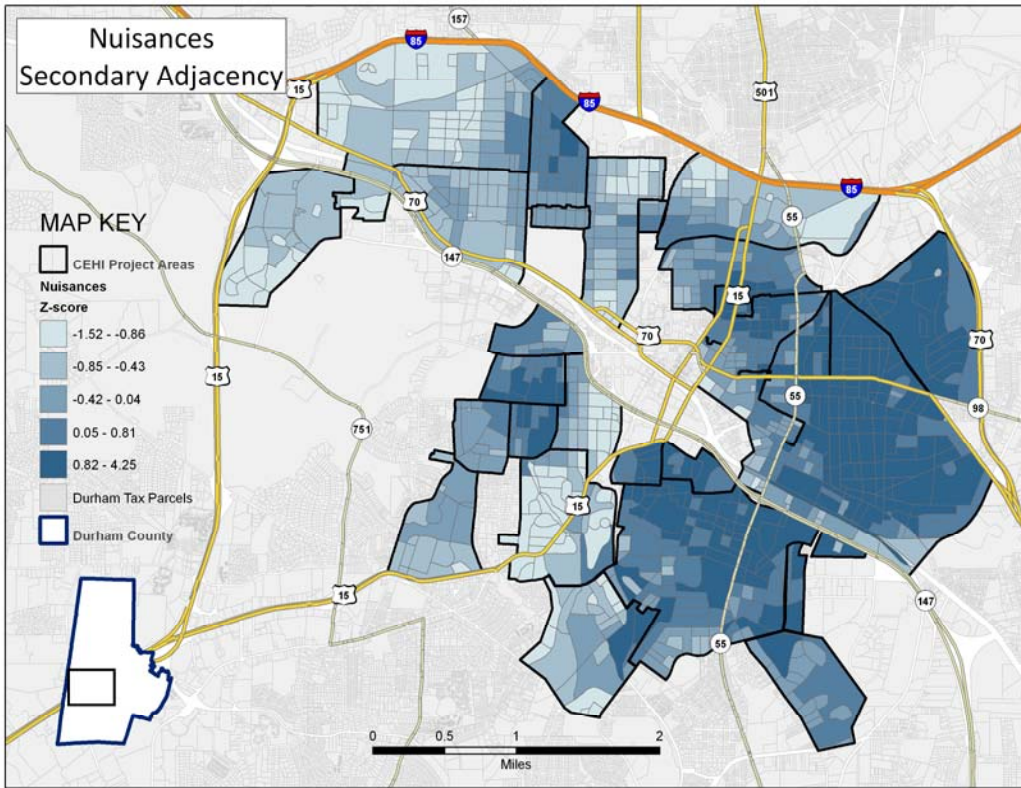 Nuisances
Secondary Adjacency
157
85
15
501
85
85
55
70
147
15
70
70
15
55
98
751
15
15
147
55
MAP KEY
CEHI Project Areas
Nuisances
Z-score
-1.52 - -0.86
-0.85 - -0.43
-0.42 - 0.04
0.05 - 0.81
0.82 - 4.25
Durham Tax Parcels
Durham County
0 0.5 1 2
Miles